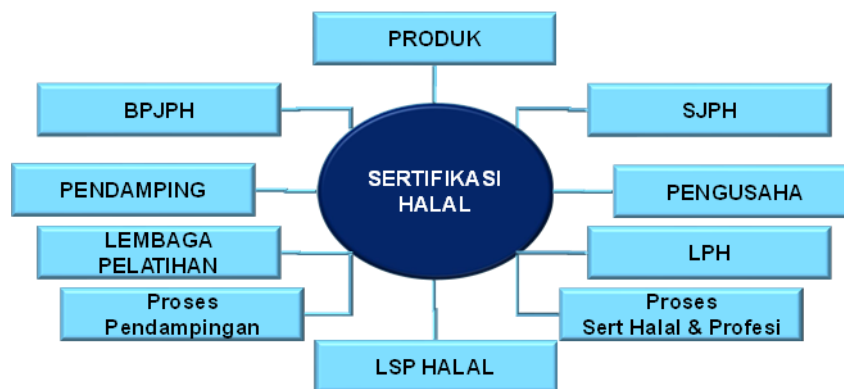 PRODUK
BPJPH
SJPH
SERTIFIKASI
HALAL
PENDAMPING
PENGUSAHA
LEMBAGA
PELATIHAN
LPH
Proses
Pendampingan
Proses
Sert Halal & Profesi
LSP HALAL